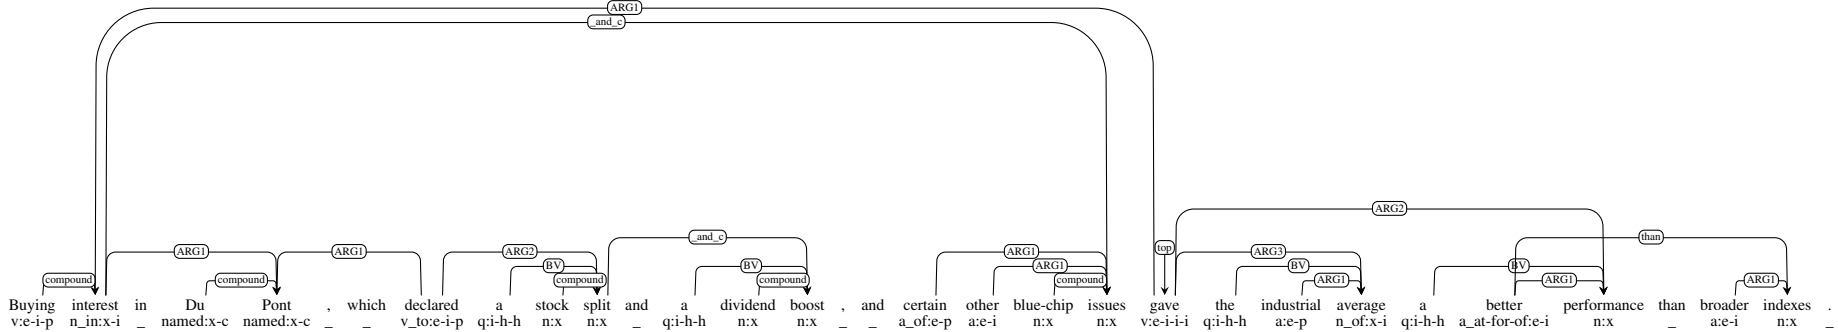 ARG1
_and_c
ARG2
_and_c than
top
ARG1 ARG1 ARG2 ARG1 ARG3
BV BV ARG1 BV BV
compound compound compound compound compound ARG1 ARG1 ARG1
Buying interest in Du Pont , which declared a stock split and a dividend boost , and certain other blue-chip issues gave the industrial average a better performance than broader indexes .
v:e-i-p n_in:x-i _ named:x-c named:x-c _ _ v_to:e-i-p q:i-h-h n:x n:x _ q:i-h-h n:x n:x _ _ a_of:e-p a:e-i n:x n:x v:e-i-i-i q:i-h-h a:e-p n_of:x-i q:i-h-h a_at-for-of:e-i n:x _ a:e-i n:x _